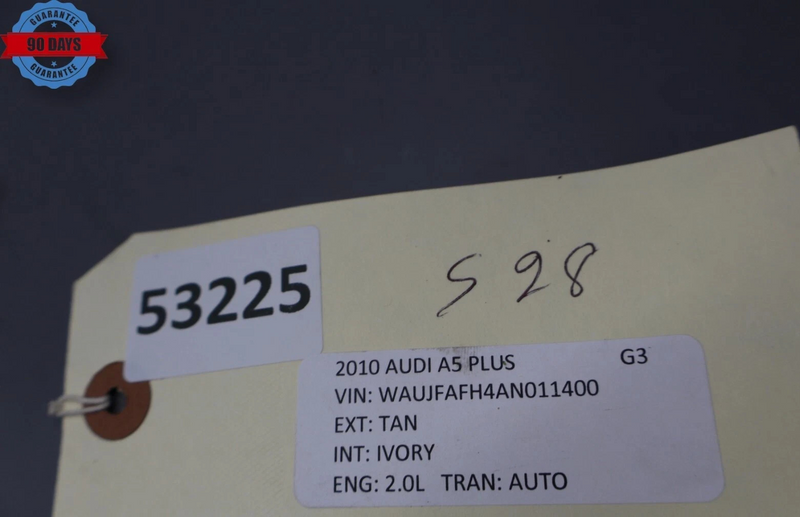 GUARANTEE
90 DAYS
GUARANTEE
53225
S 28
2010 AUDI A5 PLUS G3
VIN: WAUJFAFH4AN011400
EXT: TAN
INT: IVORY
ENG: 2.0L TRAN: AUTO